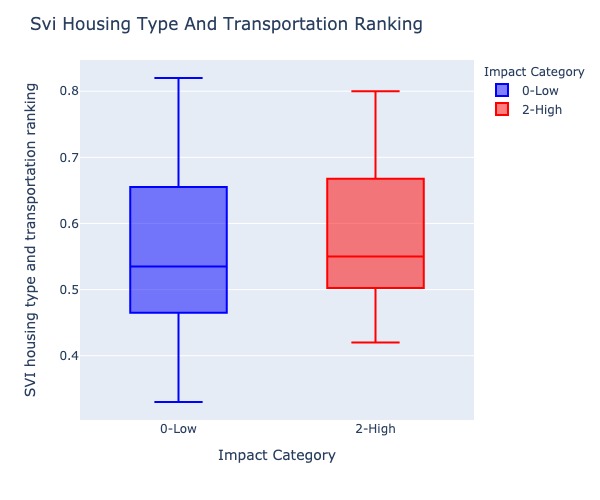 Svi Housing Type And Transportation Ranking
Impact Category
0-Low
2-High
SVI housing type and transportation ranking
0.8
0.7
0.6
0.5
0.4
0-Low
2-High
Impact Category